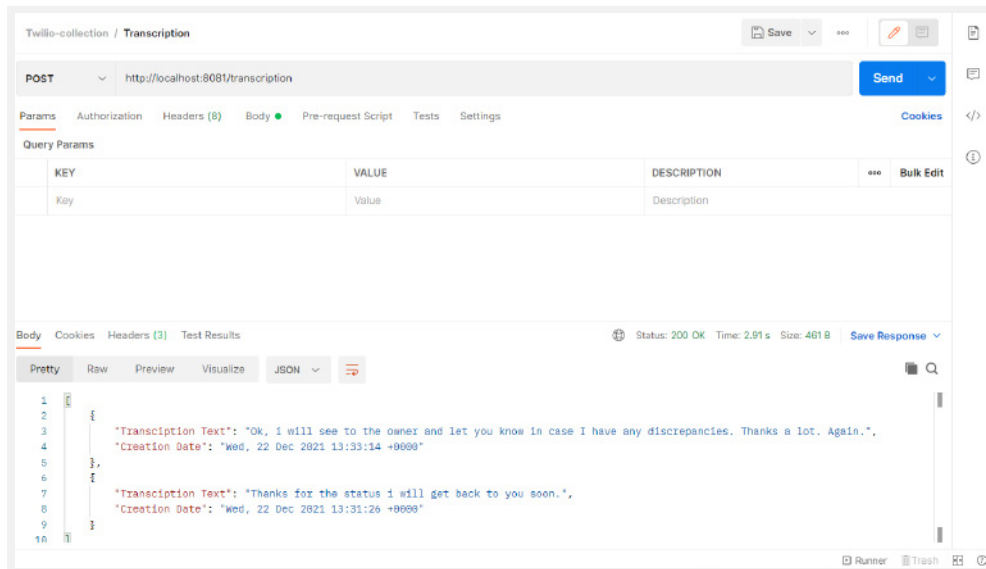 Twilio-collection / Transcription
Save
POST http://localhost:8081/transcription
Send
Params Authorization Headers (8) Body Pre-request Script Tests Settings Cookies
Query Params
KEY VALUE DESCRIPTION Bulk Edit
Key Value Description
Body Cookies Headers (3) Test Results Status: 200 OK Time: 2.91 s Size: 461 B Save Response
Pretty Raw Preview Visualize JSON
1 [
2 {
3 "Transciption Text": "Ok, i will see to the owner and let you know in case I have any discrepancies. Thanks a lot. Again.",
4 "Creation Date": "Wed, 22 Dec 2021 13:33:14 +0000"
5 },
6 {
7 "Transciption Text": "Thanks for the status i will get back to you soon.",
8 "Creation Date": "Wed, 22 Dec 2021 13:31:26 +0000"
9 }
10 ]
Runner Trash